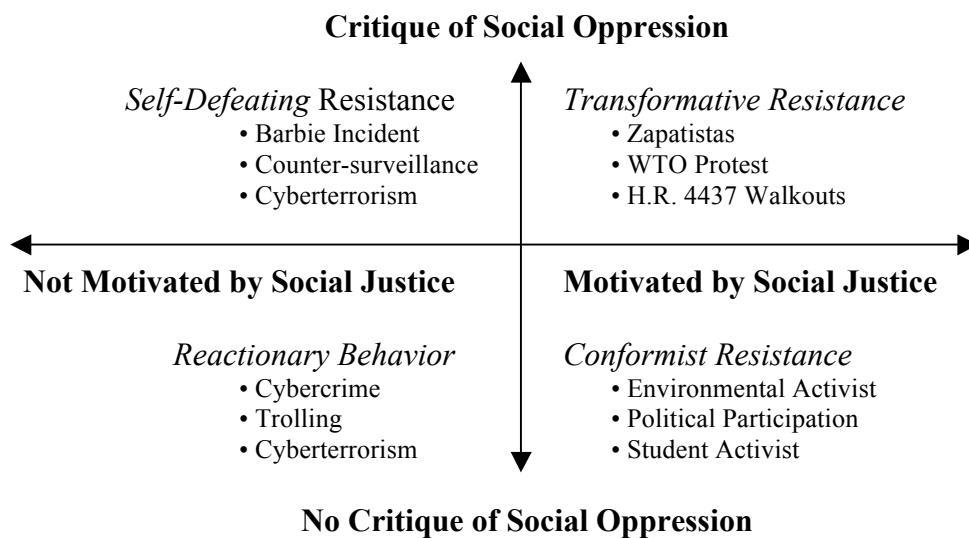 Critique of Social Oppression
Self-Defeating Resistance
• Barbie Incident
• Counter-surveillance
• Cyberterrorism
Transformative Resistance
• Zapatistas
• WTO Protest
• H.R. 4437 Walkouts
Not Motivated by Social Justice
Motivated by Social Justice
Reactionary Behavior
• Cybercrime
• Trolling
• Cyberterrorism
Conformist Resistance
• Environmental Activist
• Political Participation
• Student Activist
No Critique of Social Oppression